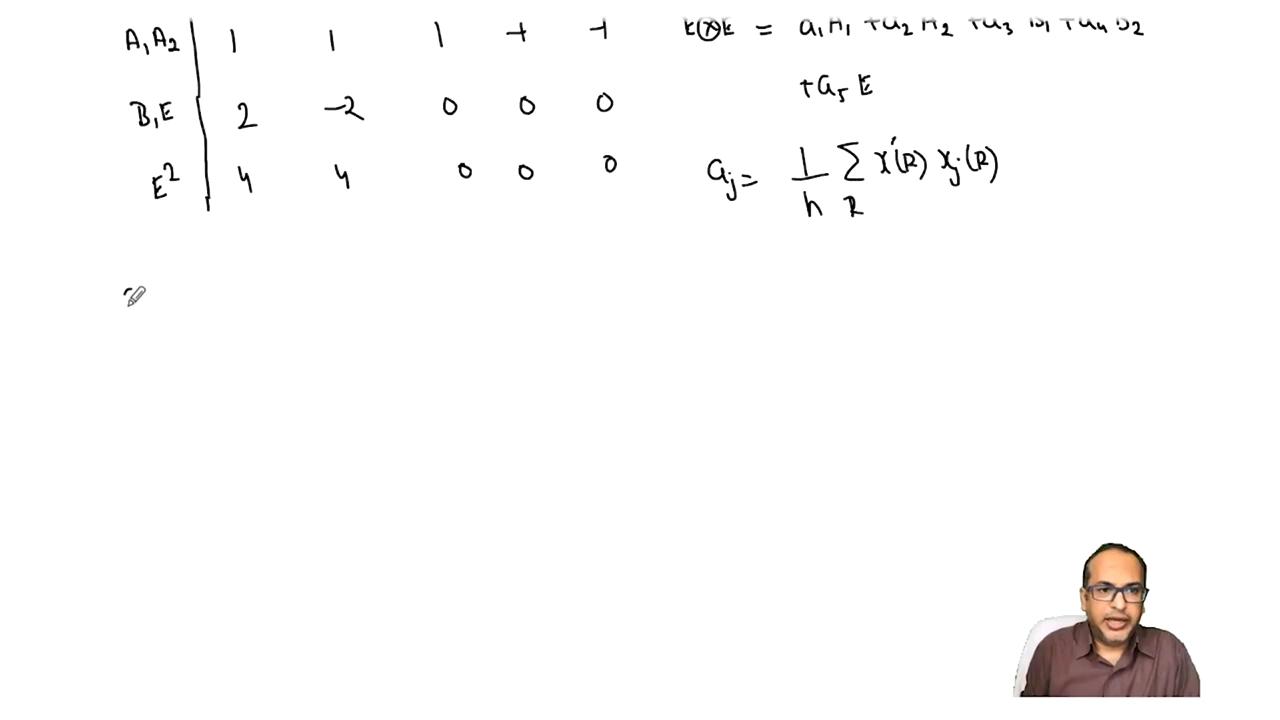 A₁A₂ | 1 1 1 -1 -1
B₁E | 2 -2 0 0 0
E² | 4 4 0 0 0
E⊗E = a₁A₁ + a₂A₂ + a₃B₁ + a₄B₂
+ a₅E
aⱼ = 1/h Σ_R χ'(R) χⱼ(R)